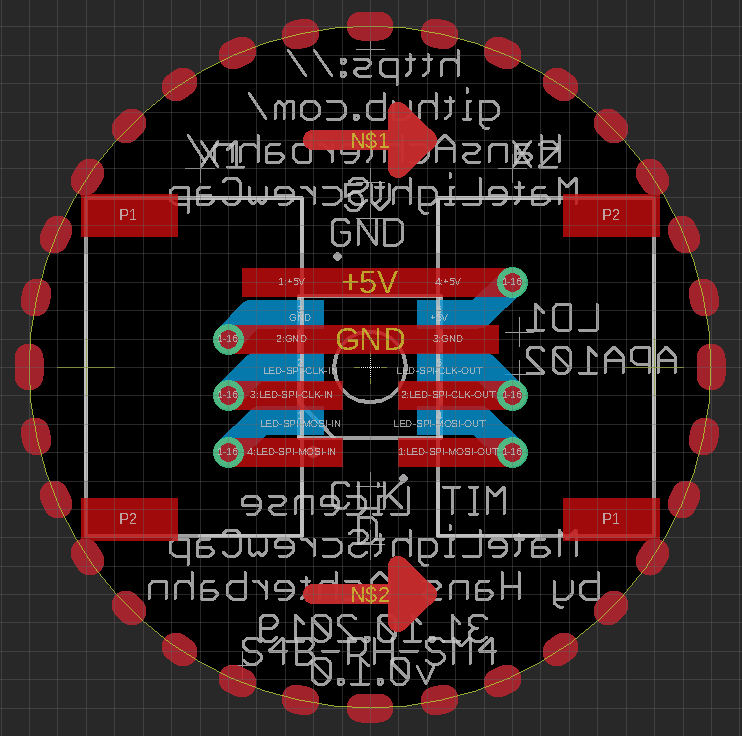 https://
github.com/
N$1
X1
X2
MateLightScrewCap
5V
GND
P1
P2
1:+5V
+5V
4:+5V
1-16
GND
+5V
LD1
1-16
2:GND
GND
3:GND
APA102
LED-SPI-CLK-IN
LED-SPI-CLK-OUT
1-16
3:LED-SPI-CLK-IN
2:LED-SPI-CLK-OUT
1-16
LED-SPI-MOSI-IN
LED-SPI-MOSI-OUT
1-16
4:LED-SPI-MOSI-IN
1:LED-SPI-MOSI-OUT
1-16
MIT License
P2
P1
MateLightScrewCap
by Hans Achterbahn
N$2
31.10.2019
S4B-PH-SM4
v0.1.0